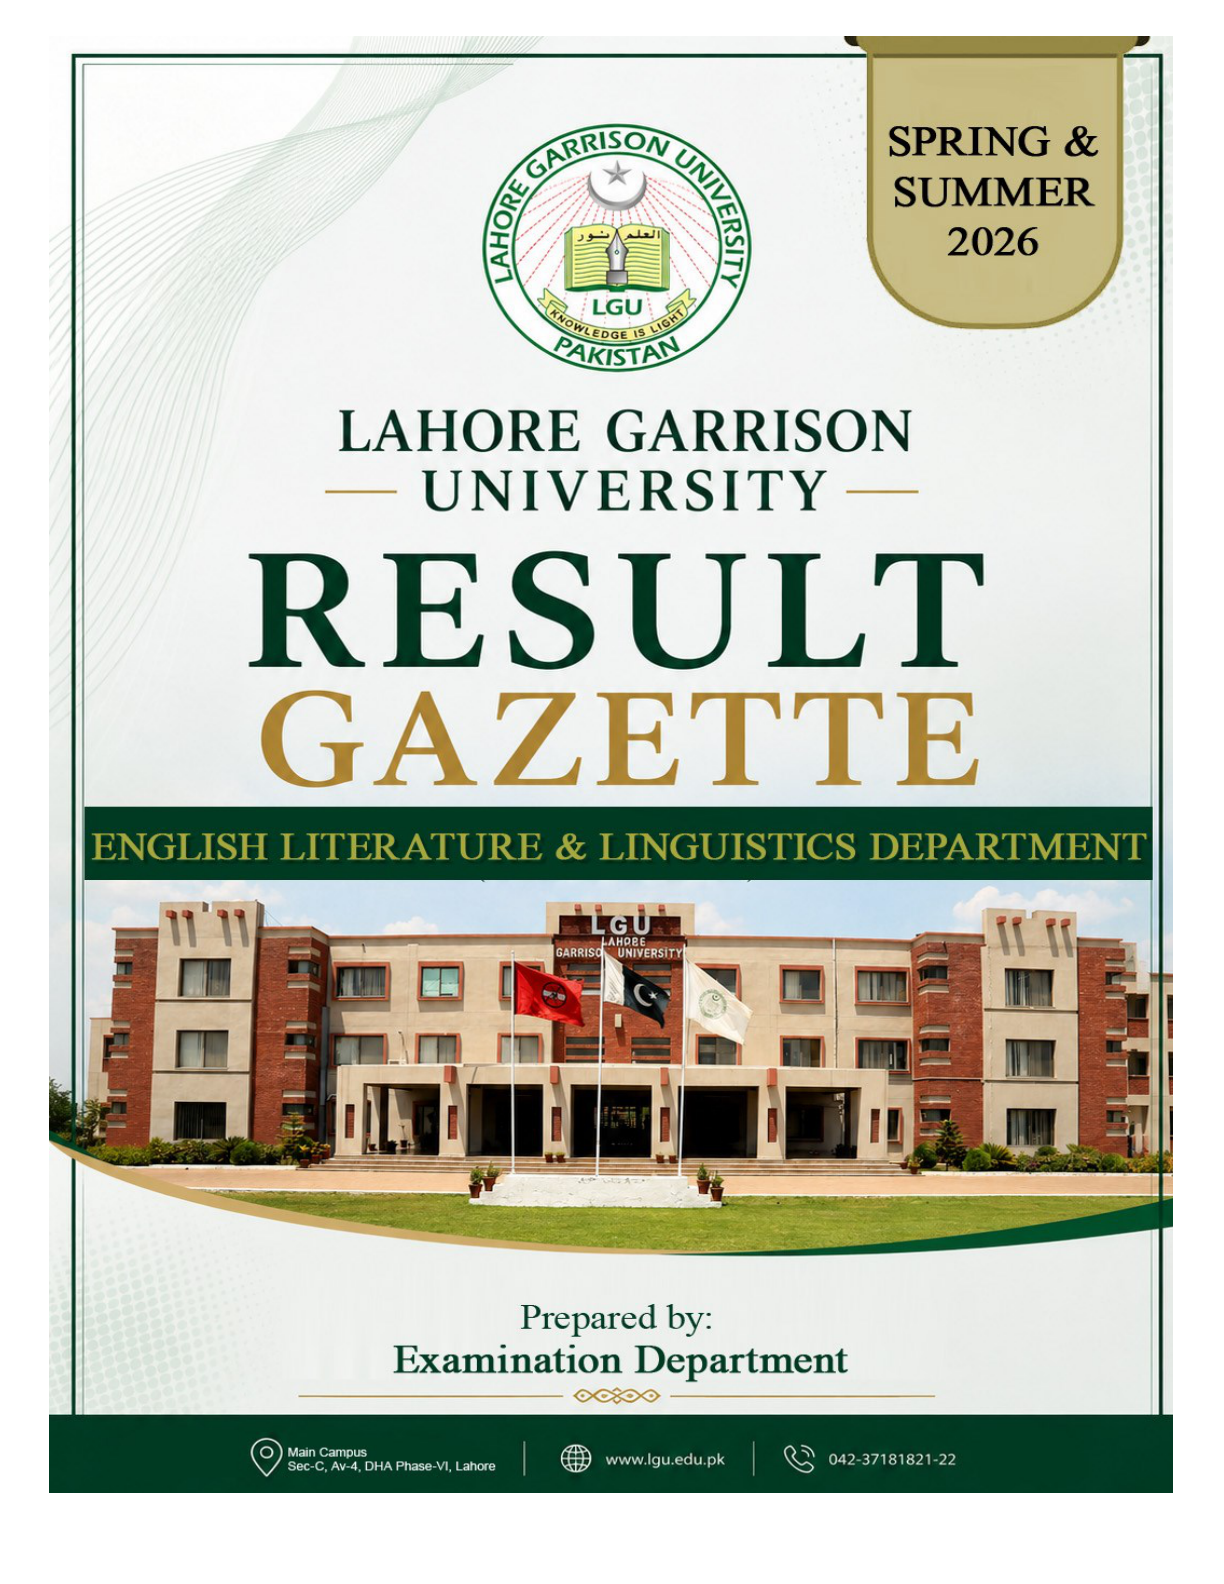 SPRING &
SUMMER
2026
LAHORE GARRISON UNIVERSITY
العلم نور
LGU
KNOWLEDGE IS LIGHT
PAKISTAN
LAHORE GARRISON
UNIVERSITY
RESULT
GAZETTE
ENGLISH LITERATURE & LINGUISTICS DEPARTMENT
LGU
LAHORE
GARRISON UNIVERSITY
Prepared by:
Examination Department
Main Campus
Sec-C, Av-4, DHA Phase-VI, Lahore
www.lgu.edu.pk
042-37181821-22